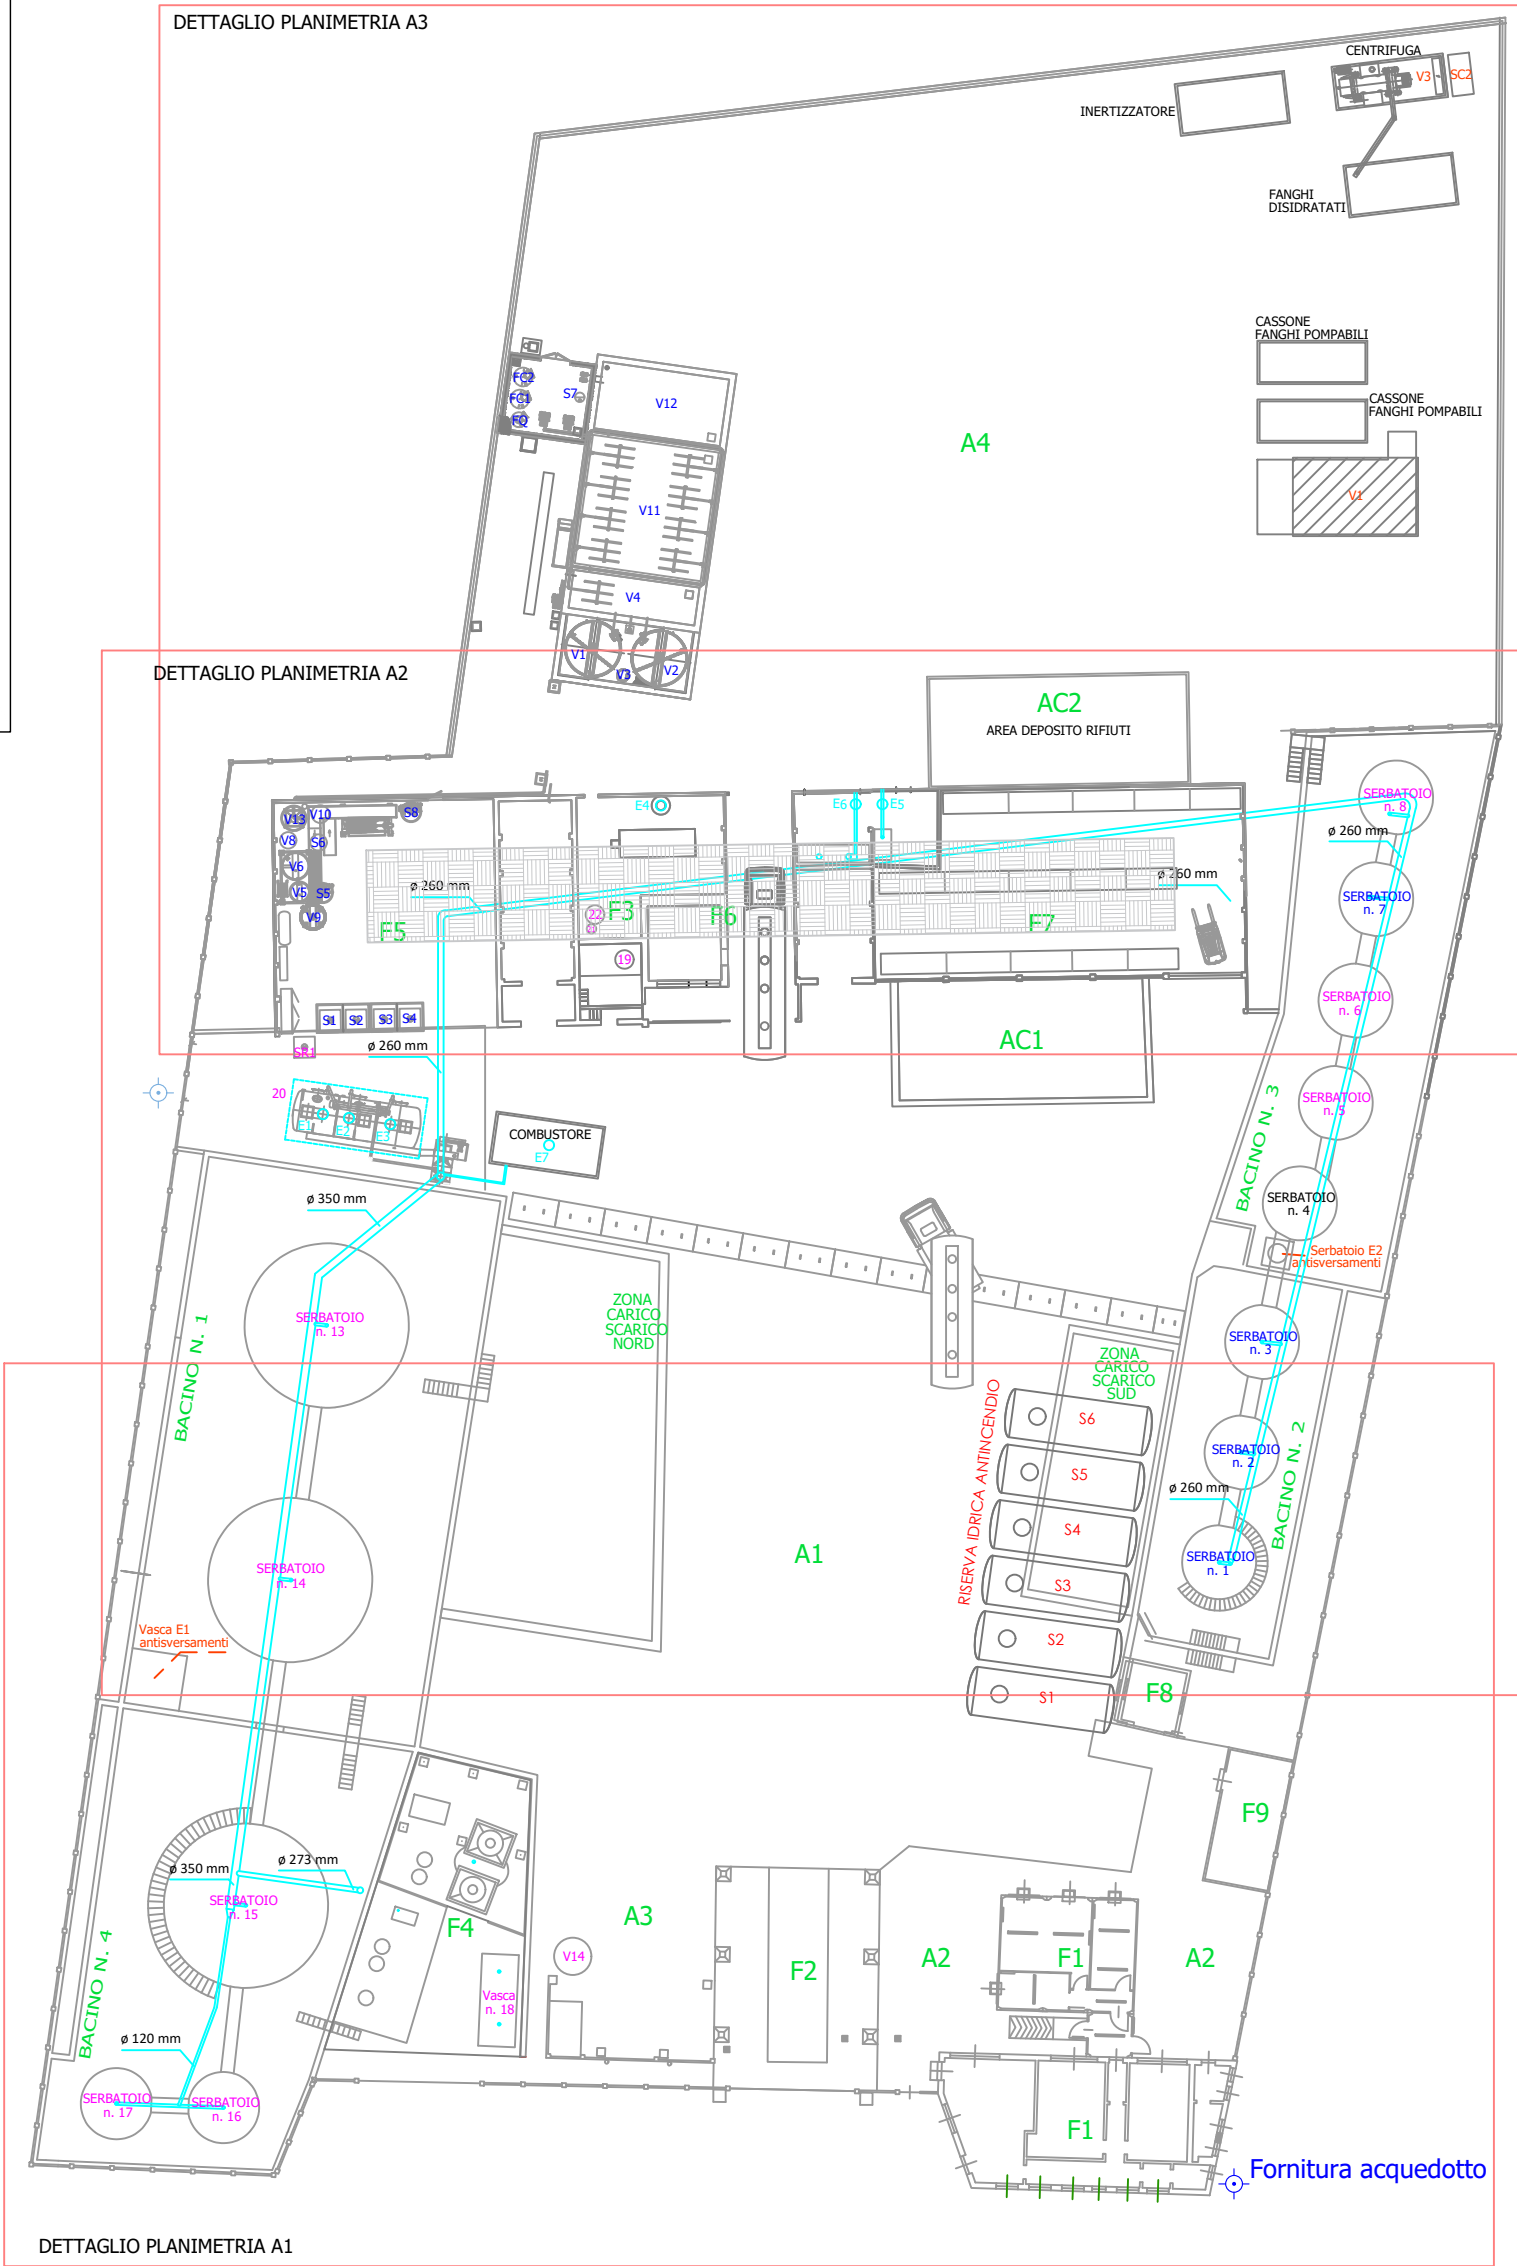 DETTAGLIO PLANIMETRIA A3
CENTRIFUGA
V3
SC2
INERTIZZATORE
FANGHI
DISIDRATATI
CASSONE
FANGHI POMPABILI
CASSONE
FANGHI POMPABILI
V1
FC2
FC1
FQ
S7
V12
A4
V11
V4
V1
V3
V2
DETTAGLIO PLANIMETRIA A2
AC2
AREA DEPOSITO RIFIUTI
V13
V10
S8
V8
S6
V6
V5
S5
V9
E4
E6
E5
ø 260 mm
ø 260 mm
F5
22
F3
F6
F7
19
S1
S2
S3
S4
SR1
ø 260 mm
AC1
SERBATOIO
n. 8
ø 260 mm
SERBATOIO
n. 7
SERBATOIO
n. 6
SERBATOIO
n. 5
BACINO N. 3
SERBATOIO
n. 4
Serbatoio E2
antisversamenti
20
E1
E2
E3
COMBUSTORE
E7
ø 350 mm
SERBATOIO
n. 13
BACINO N. 1
ZONA
CARICO
SCARICO
NORD
ZONA
CARICO
SCARICO
SUD
SERBATOIO
n. 3
SERBATOIO
n. 2
BACINO N. 2
ø 260 mm
SERBATOIO
n. 1
RISERVA IDRICA ANTINCENDIO
S6
S5
S4
S3
S2
S1
A1
SERBATOIO
n. 14
Vasca E1
antisversamenti
F8
F9
ø 350 mm
ø 273 mm
SERBATOIO
n. 15
BACINO N. 4
F4
A3
V14
Vasca
n. 18
F2
A2
F1
A2
ø 120 mm
SERBATOIO
n. 17
SERBATOIO
n. 16
F1
Fornitura acquedotto
DETTAGLIO PLANIMETRIA A1